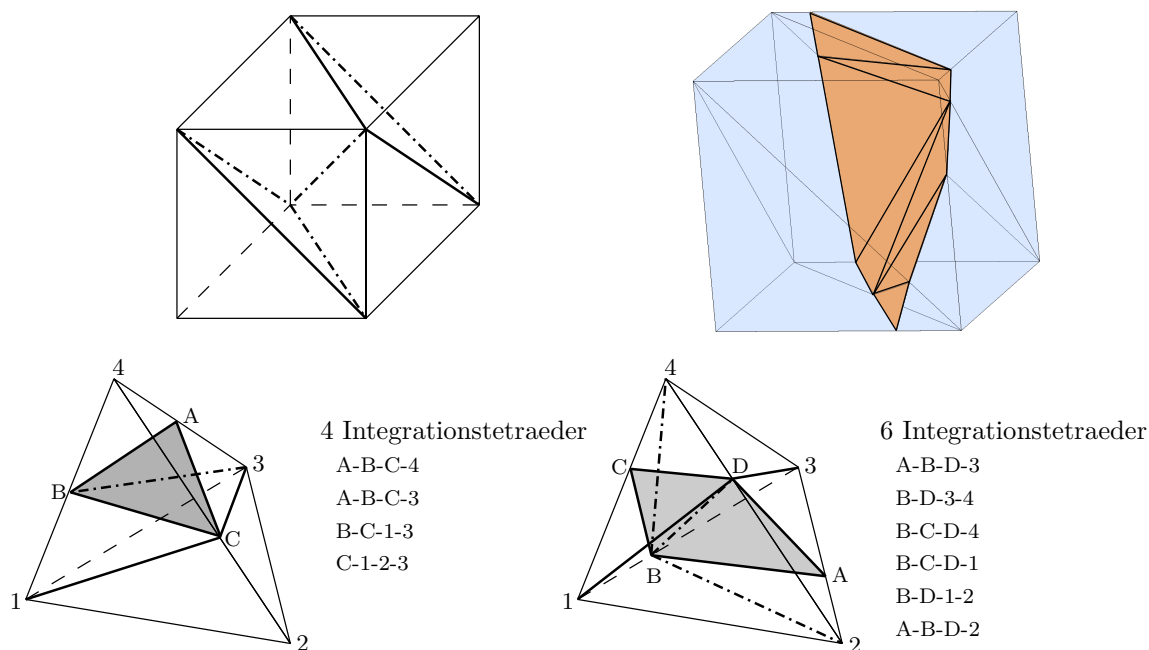 4
A
3
B
C
1
2
4 Integrationstetraeder
A-B-C-4
A-B-C-3
B-C-1-3
C-1-2-3
4
C
D
3
B
A
1
2
6 Integrationstetraeder
A-B-D-3
B-D-3-4
B-C-D-4
B-C-D-1
B-D-1-2
A-B-D-2